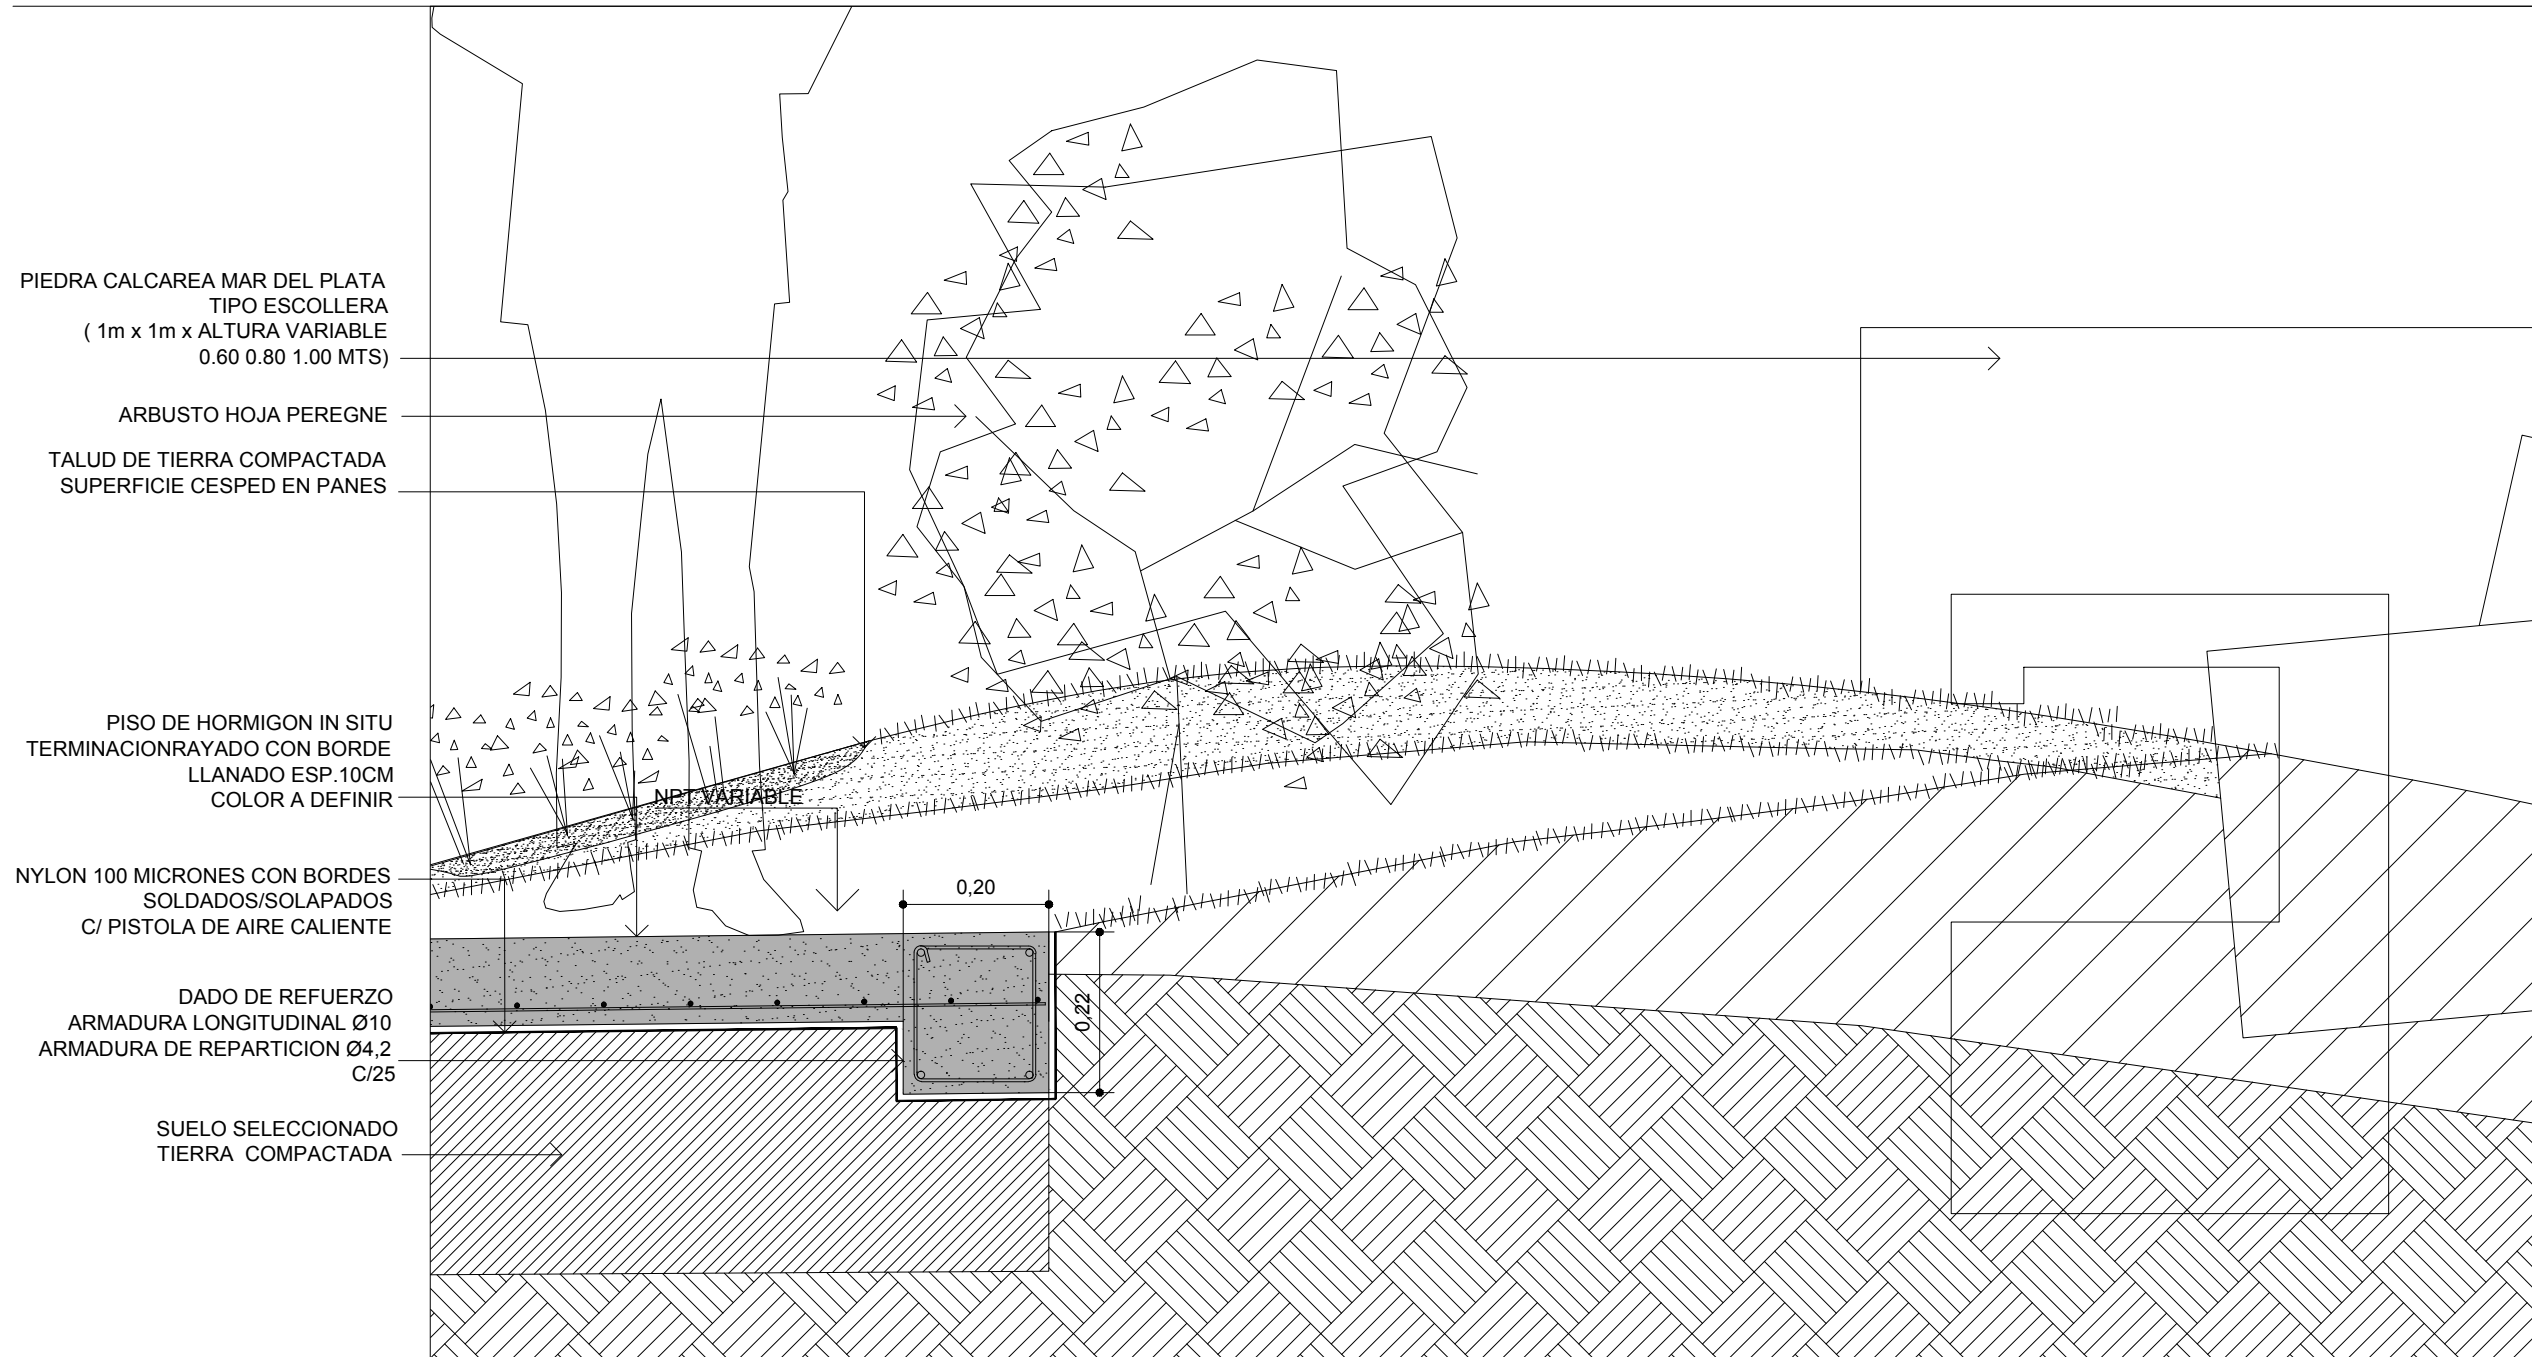 PIEDRA CALCAREA MAR DEL PLATA
TIPO ESCOLLERA
( 1m x 1m x ALTURA VARIABLE
0.60 0.80 1.00 MTS)
ARBUSTO HOJA PEREGNE
TALUD DE TIERRA COMPACTADA
SUPERFICIE CESPED EN PANES
PISO DE HORMIGON IN SITU
TERMINACIONRAYADO CON BORDE
LLANADO ESP.10CM
COLOR A DEFINIR
NPT VARIABLE
NYLON 100 MICRONES CON BORDES
SOLDADOS/SOLAPADOS
C/ PISTOLA DE AIRE CALIENTE
0,20
0,22
DADO DE REFUERZO
ARMADURA LONGITUDINAL Ø10
ARMADURA DE REPARTICION Ø4,2
C/25
SUELO SELECCIONADO
TIERRA  COMPACTADA